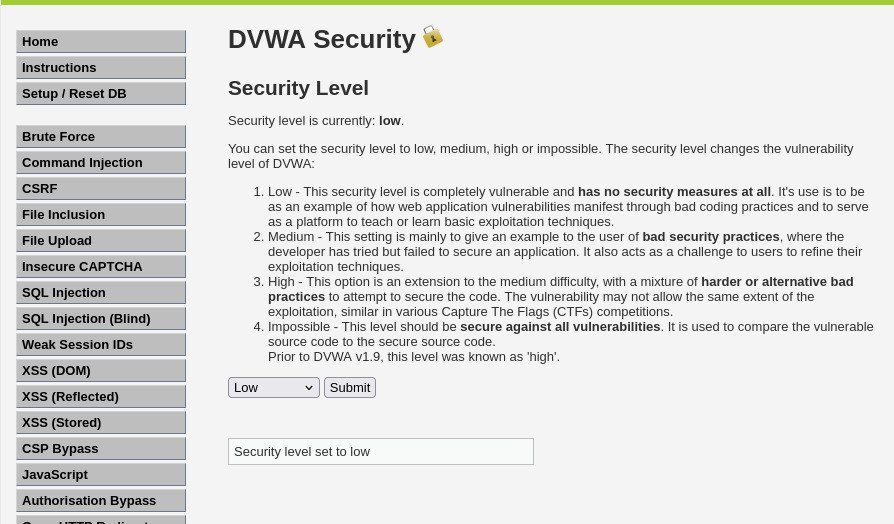 Home
Instructions
Setup / Reset DB
Brute Force
Command Injection
CSRF
File Inclusion
File Upload
Insecure CAPTCHA
SQL Injection
SQL Injection (Blind)
Weak Session IDs
XSS (DOM)
XSS (Reflected)
XSS (Stored)
CSP Bypass
JavaScript
Authorisation Bypass
DVWA Security
Security Level
Security level is currently: low.
You can set the security level to low, medium, high or impossible. The security level changes the vulnerability
level of DVWA:
1. Low - This security level is completely vulnerable and has no security measures at all. It's use is to be
as an example of how web application vulnerabilities manifest through bad coding practices and to serve
as a platform to teach or learn basic exploitation techniques.
2. Medium - This setting is mainly to give an example to the user of bad security practices, where the
developer has tried but failed to secure an application. It also acts as a challenge to users to refine their
exploitation techniques.
3. High - This option is an extension to the medium difficulty, with a mixture of harder or alternative bad
practices to attempt to secure the code. The vulnerability may not allow the same extent of the
exploitation, similar in various Capture The Flags (CTFs) competitions.
4. Impossible - This level should be secure against all vulnerabilities. It is used to compare the vulnerable
source code to the secure source code.
Prior to DVWA v1.9, this level was known as 'high'.
Low Submit
Security level set to low